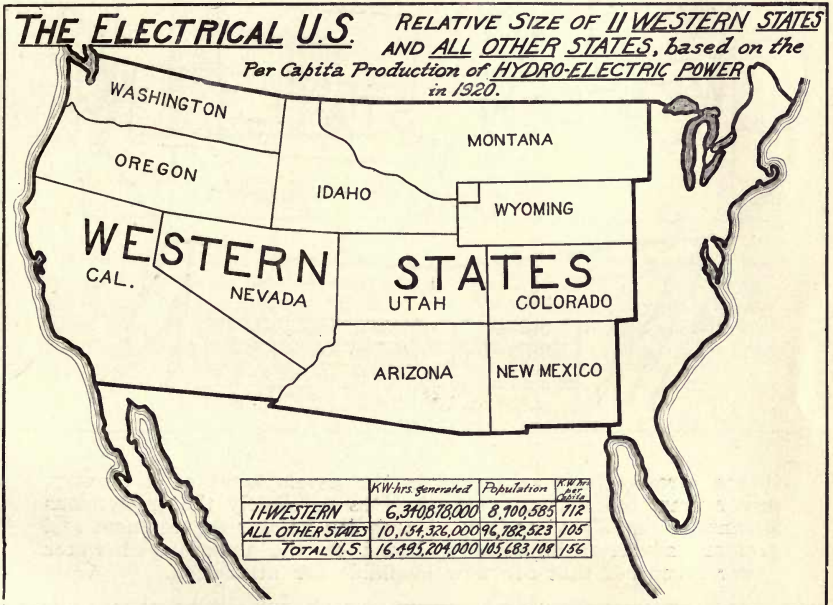 THE ELECTRICAL U.S.
RELATIVE SIZE OF 11 WESTERN STATES
AND ALL OTHER STATES, based on the
Per Capita Production of HYDRO-ELECTRIC POWER
in 1920.
WASHINGTON
MONTANA
OREGON
IDAHO
WYOMING
WESTERN STATES
CAL.
NEVADA
UTAH
COLORADO
ARIZONA
NEW MEXICO
KW-hrs. generated Population K.W. hrs. per Capita
11-WESTERN 6,340,878,000 8,900,585 712
ALL OTHER STATES 10,154,326,000 96,782,523 105
TOTAL U.S. 16,495,204,000 105,683,108 156